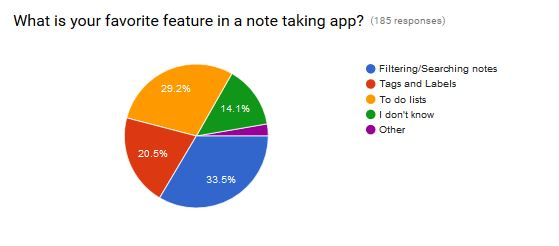 What is your favorite feature in a note taking app? (185 responses)
Filtering/Searching notes
Tags and Labels
To do lists
I don't know
Other
29.2%
14.1%
20.5%
33.5%